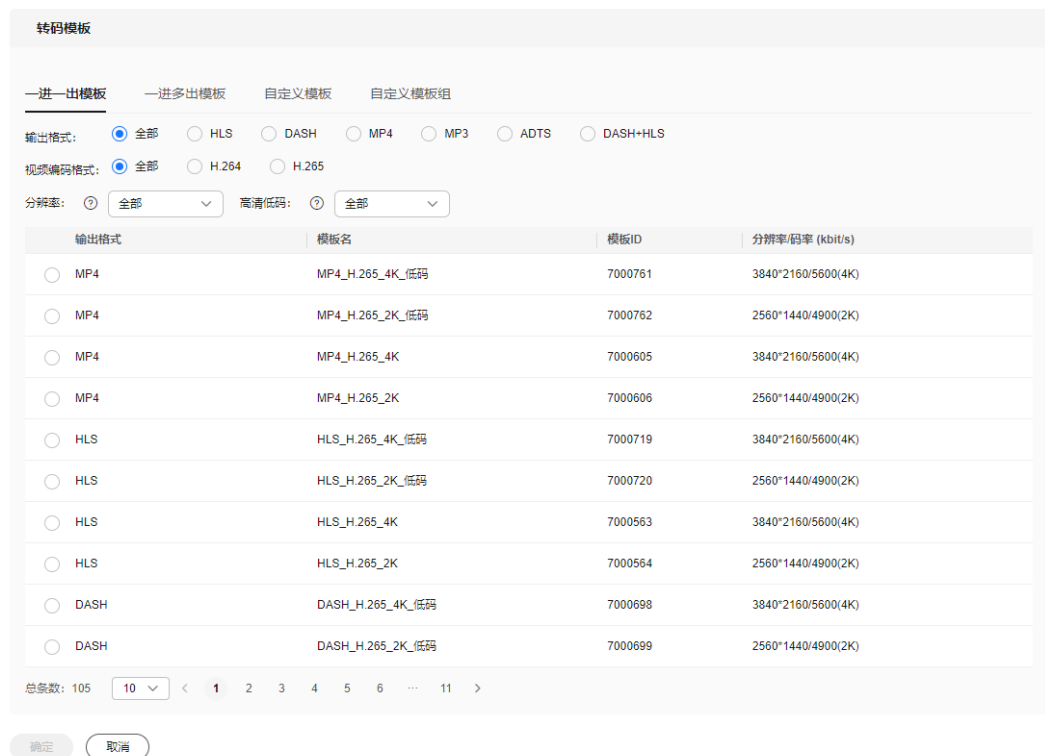 转码模板
一进一出模板 一进多出模板 自定义模板 自定义模板组
输出格式: 全部 HLS DASH MP4 MP3 ADTS DASH+HLS
视频编码格式: 全部 H.264 H.265
分辨率: ? 全部 高清低码: ? 全部
输出格式 模板名 模板ID 分辨率/码率 (kbit/s)
MP4 MP4_H.265_4K_低码 7000761 3840*2160/5600(4K)
MP4 MP4_H.265_2K_低码 7000762 2560*1440/4900(2K)
MP4 MP4_H.265_4K 7000605 3840*2160/5600(4K)
MP4 MP4_H.265_2K 7000606 2560*1440/4900(2K)
HLS HLS_H.265_4K_低码 7000719 3840*2160/5600(4K)
HLS HLS_H.265_2K_低码 7000720 2560*1440/4900(2K)
HLS HLS_H.265_4K 7000563 3840*2160/5600(4K)
HLS HLS_H.265_2K 7000564 2560*1440/4900(2K)
DASH DASH_H.265_4K_低码 7000698 3840*2160/5600(4K)
DASH DASH_H.265_2K_低码 7000699 2560*1440/4900(2K)
总条数: 105 10 < 1 2 3 4 5 6 ... 11 >
确定 取消